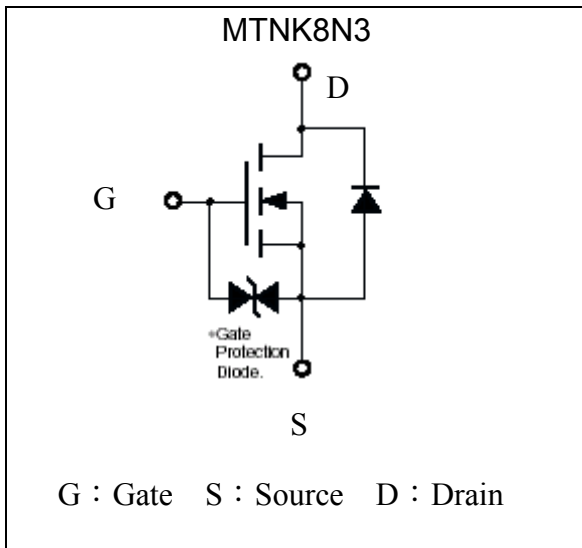 MTNK8N3
D
G
*Gate
Protection
Diode.
S
G：Gate S：Source D：Drain